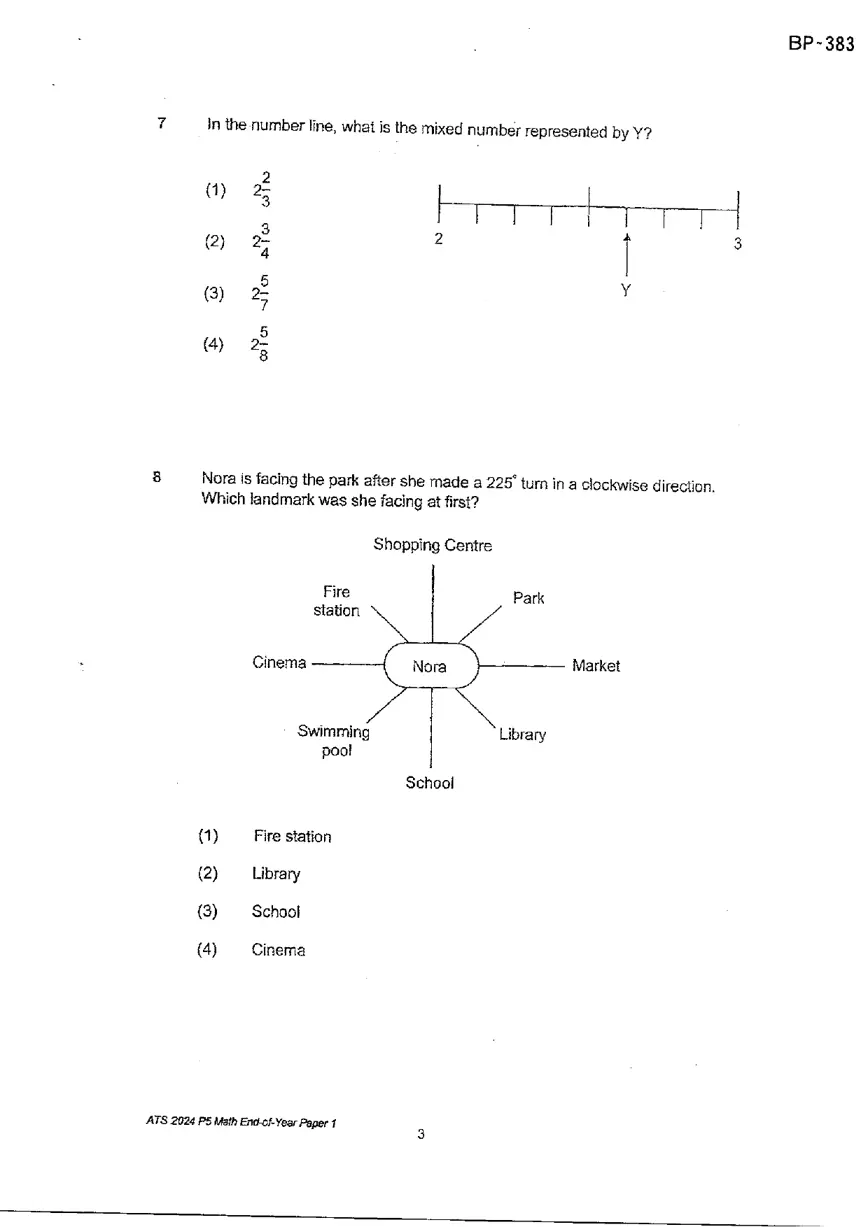 BP-383
7 In the number line, what is the mixed number represented by Y?
(1) 2 2/3
(2) 2 3/4
(3) 2 5/7
(4) 2 5/8
2 3
Y
8 Nora is facing the park after she made a 225° turn in a clockwise direction.
Which landmark was she facing at first?
Shopping Centre
Fire
station
Park
Cinema
Nora
Market
Swimming
pool
Library
School
(1) Fire station
(2) Library
(3) School
(4) Cinema
ATS 2024 P5 Math End-of-Year Paper 1
3